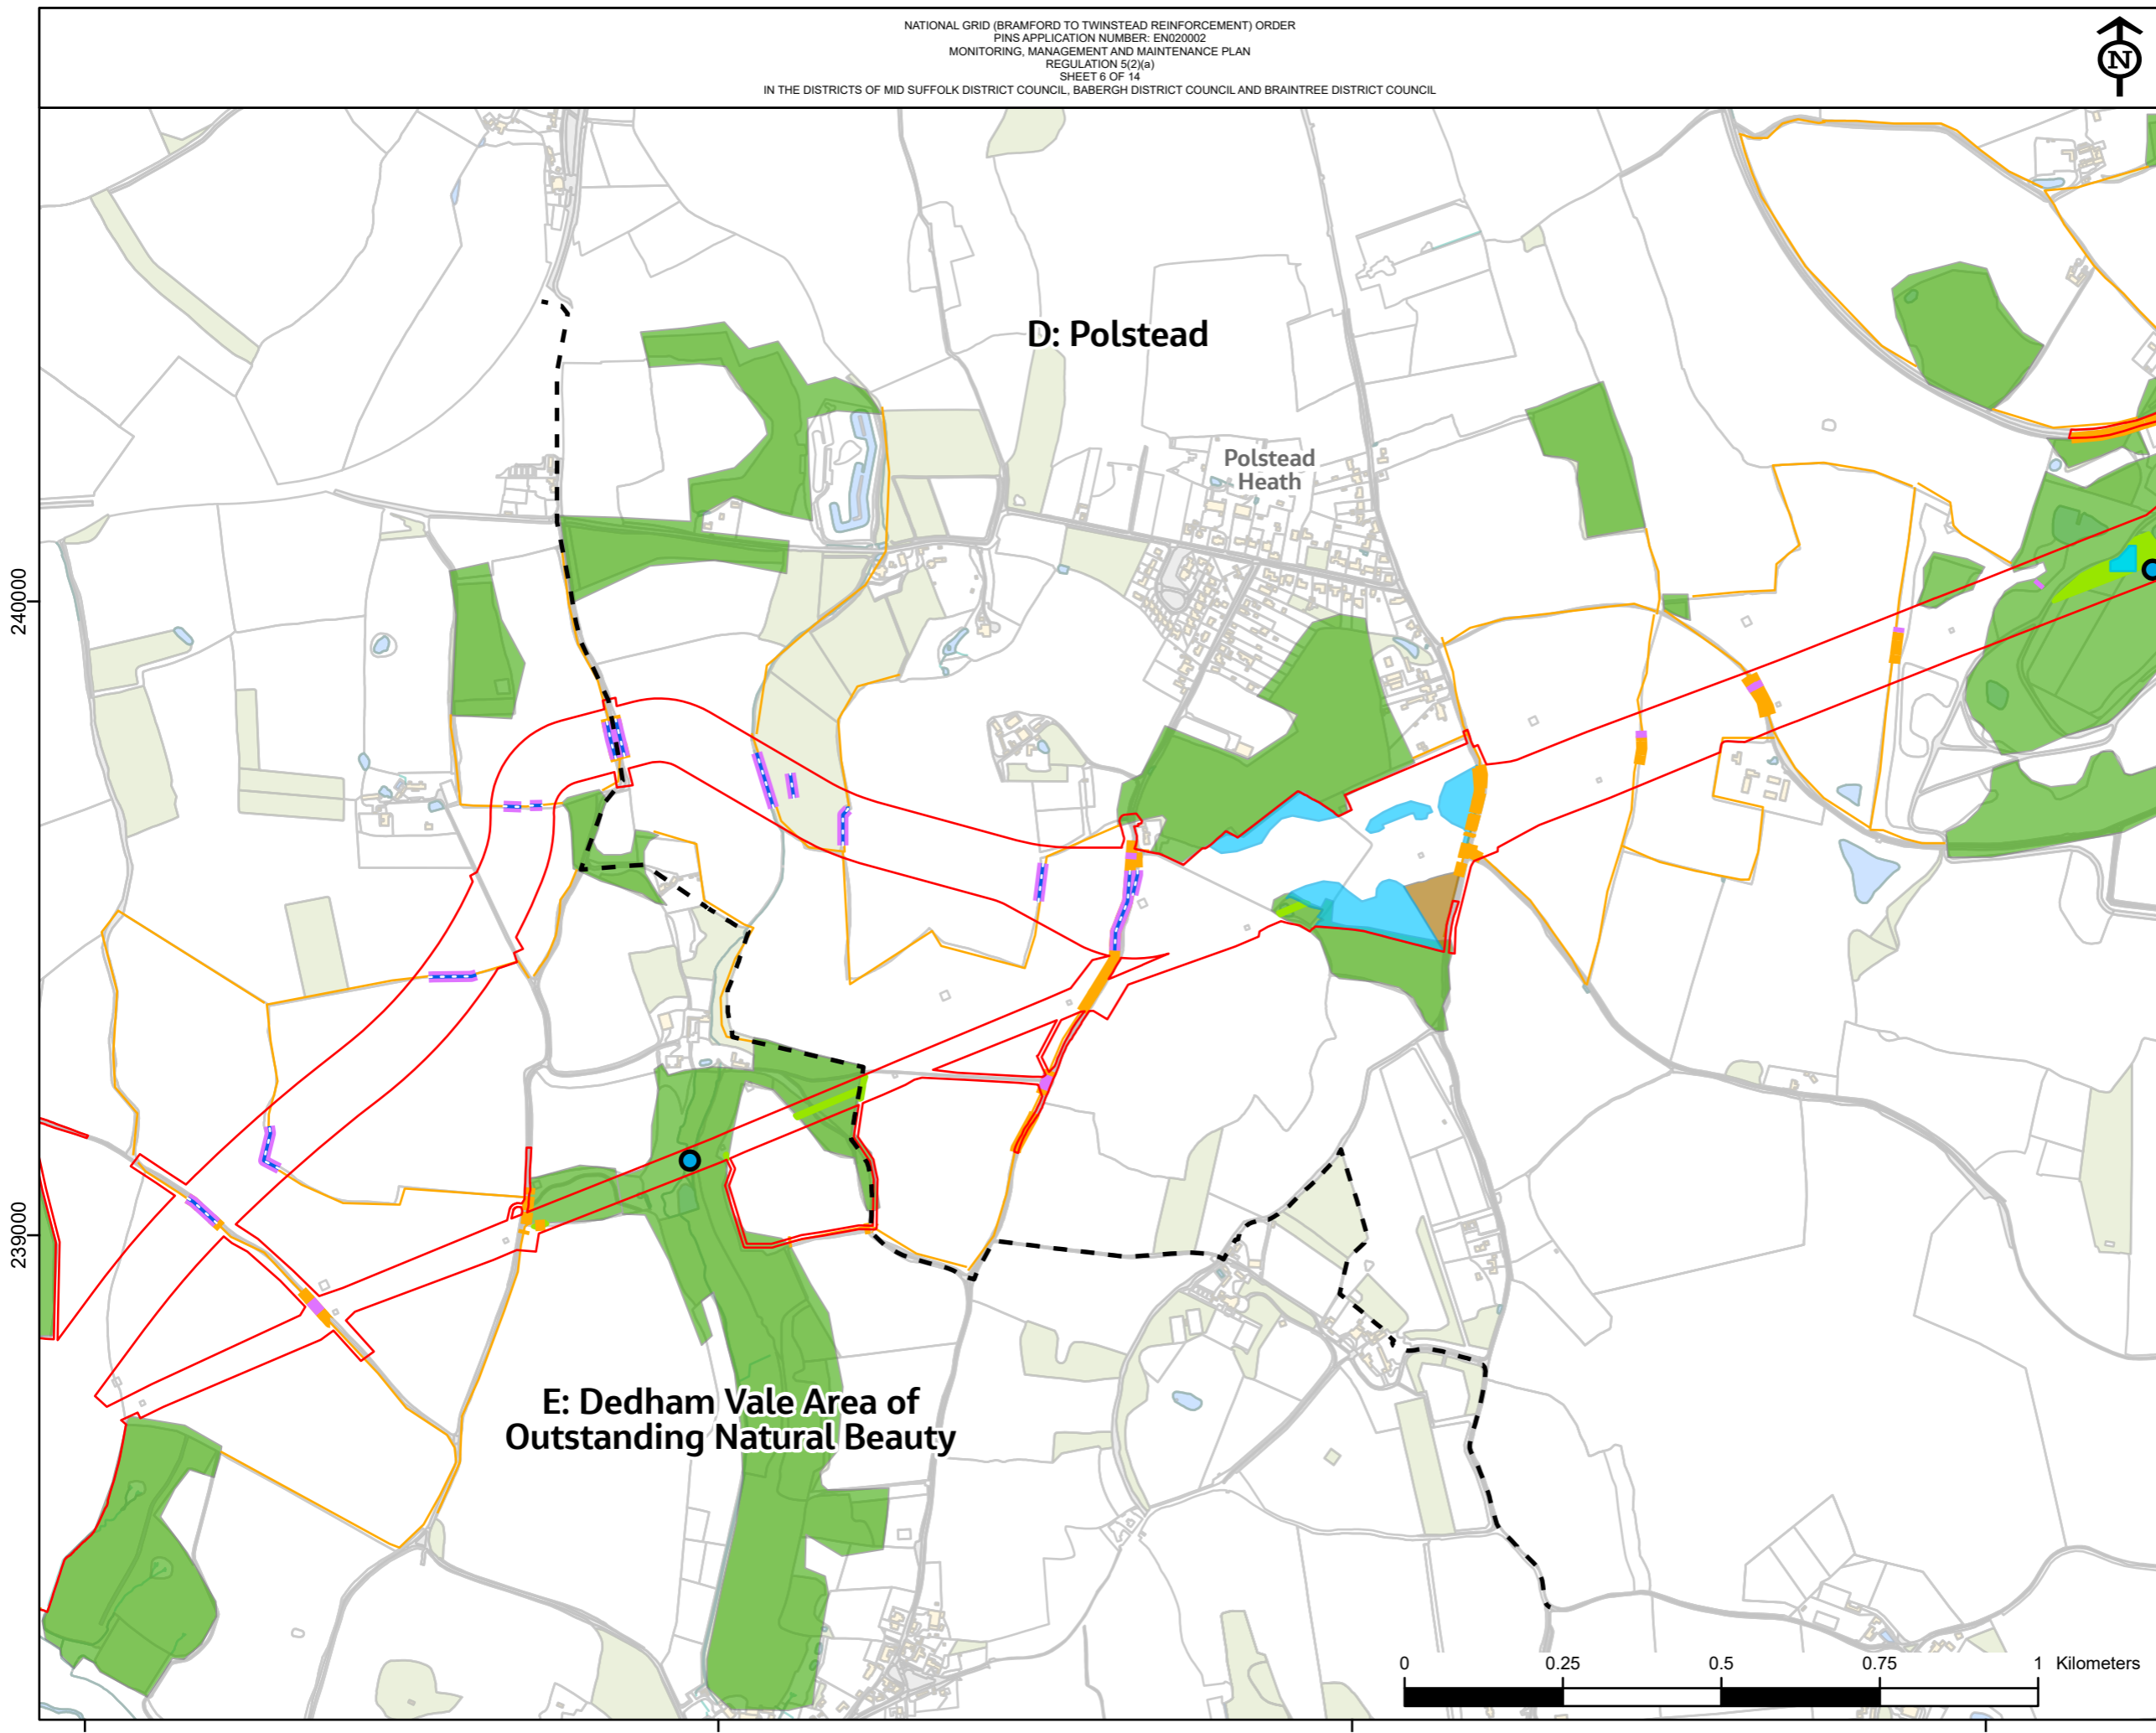 NATIONAL GRID (BRAMFORD TO TWINSTEAD REINFORCEMENT) ORDER
PINS APPLICATION NUMBER: EN020002
MONITORING, MANAGEMENT AND MAINTENANCE PLAN
REGULATION 5(2)(a)
SHEET 6 OF 14
IN THE DISTRICTS OF MID SUFFOLK DISTRICT COUNCIL, BABERGH DISTRICT COUNCIL AND BRAINTREE DISTRICT COUNCIL
N
D: Polstead
Polstead
Heath
240000
239000
E: Dedham Vale Area of
Outstanding Natural Beauty
0 0.25 0.5 0.75 1 Kilometers